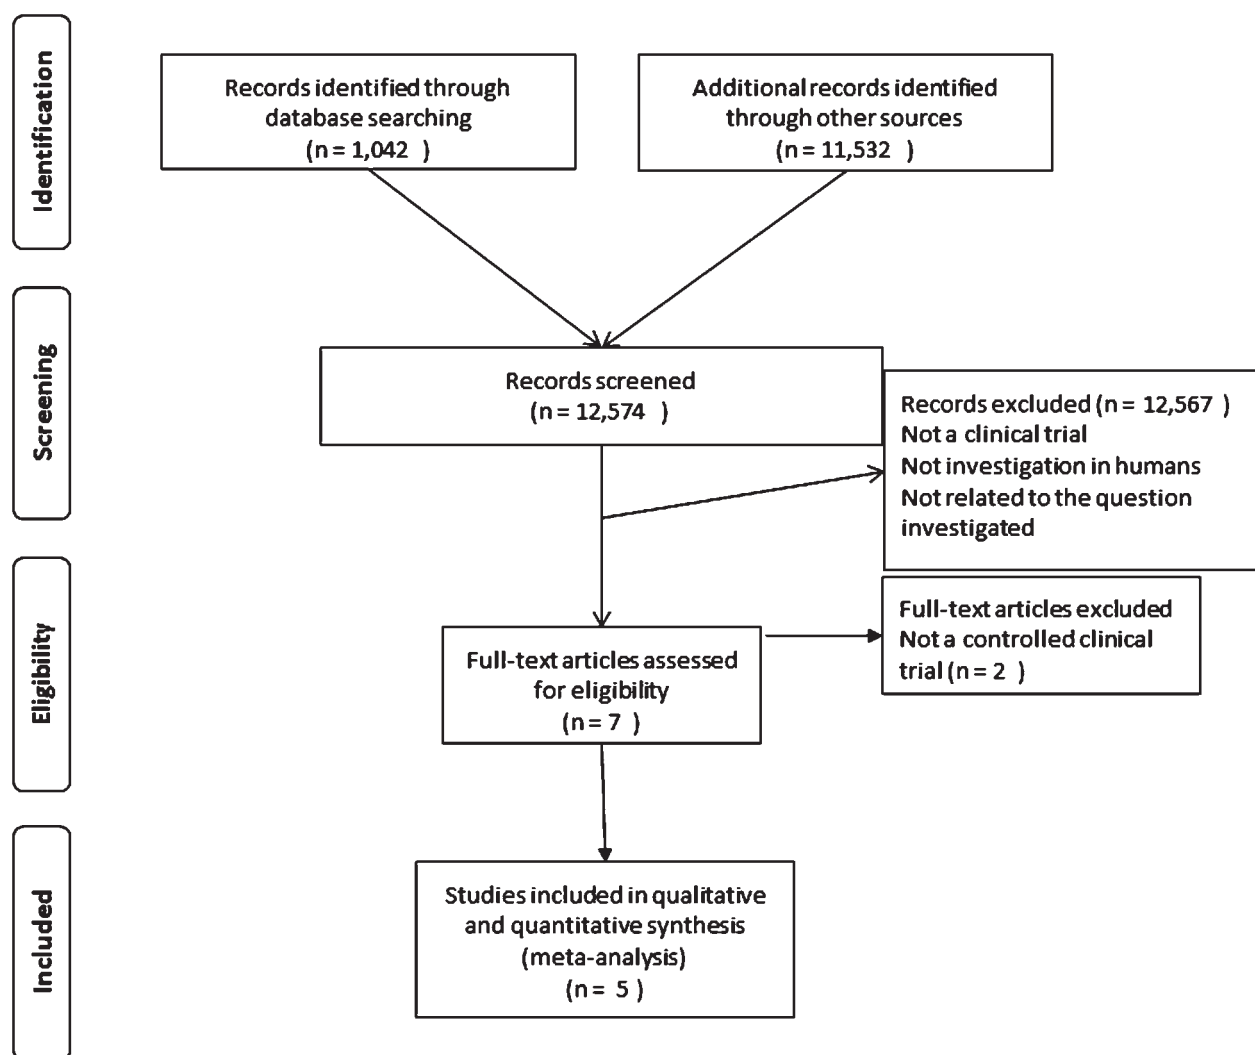 Identification
Records identified through
database searching
(n = 1,042 )
Additional records identified
through other sources
(n = 11,532 )
Screening
Records screened
(n = 12,574 )
Records excluded (n = 12,567 )
Not a clinical trial
Not investigation in humans
Not related to the question
investigated
Eligibility
Full-text articles assessed
for eligibility
(n = 7 )
Full-text articles excluded
Not a controlled clinical
trial (n = 2 )
Included
Studies included in qualitative
and quantitative synthesis
(meta-analysis)
(n = 5 )